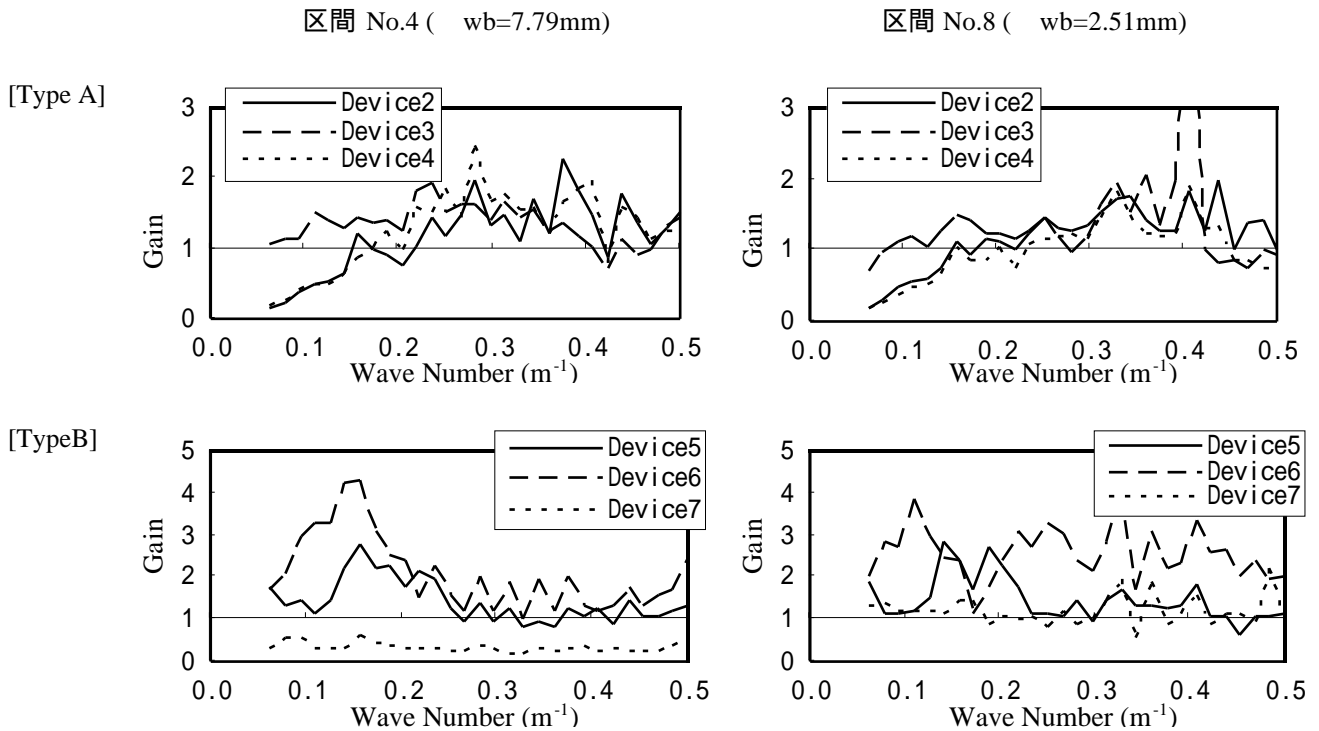 区間 No.4 ( wb=7.79mm)
区間 No.8 ( wb=2.51mm)
[Type A]
Device2
Device3
Device4
Gain
3
2
1
0
0.0 0.1 0.2 0.3 0.4 0.5
Wave Number (m-1)
Device2
Device3
Device4
Gain
3
2
1
0
0.0 0.1 0.2 0.3 0.4 0.5
Wave Number (m-1)
[TypeB]
Device5
Device6
Device7
Gain
5
4
3
2
1
0
0.0 0.1 0.2 0.3 0.4 0.5
Wave Number (m-1)
Device5
Device6
Device7
Gain
5
4
3
2
1
0
0.0 0.1 0.2 0.3 0.4 0.5
Wave Number (m-1)